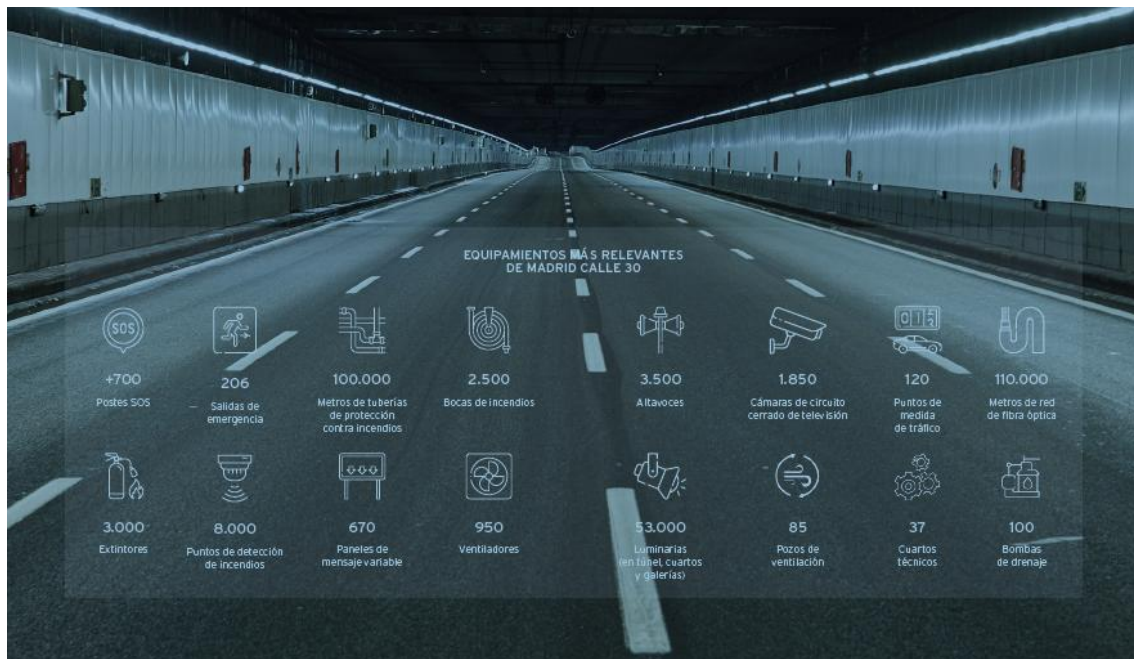 EQUIPAMIENTOS MÁS RELEVANTES
DE MADRID CALLE 30
SOS
+700
Postes SOS
206
Salidas de
emergencia
100.000
Metros de tuberías
de protección
contra incendios
2.500
Bocas de incendios
3.500
Altavoces
1.850
Cámaras de circuito
cerrado de televisión
015
120
Puntos de
medida
de tráfico
110.000
Metros de red
de fibra óptica
3.000
Extintores
8.000
Puntos de detección
de incendios
670
Paneles de
mensaje variable
950
Ventiladores
53.000
Luminarias
(en túnel, cuartos
y galerías)
85
Pozos de
ventilación
37
Cuartos
técnicos
100
Bombas
de drenaje